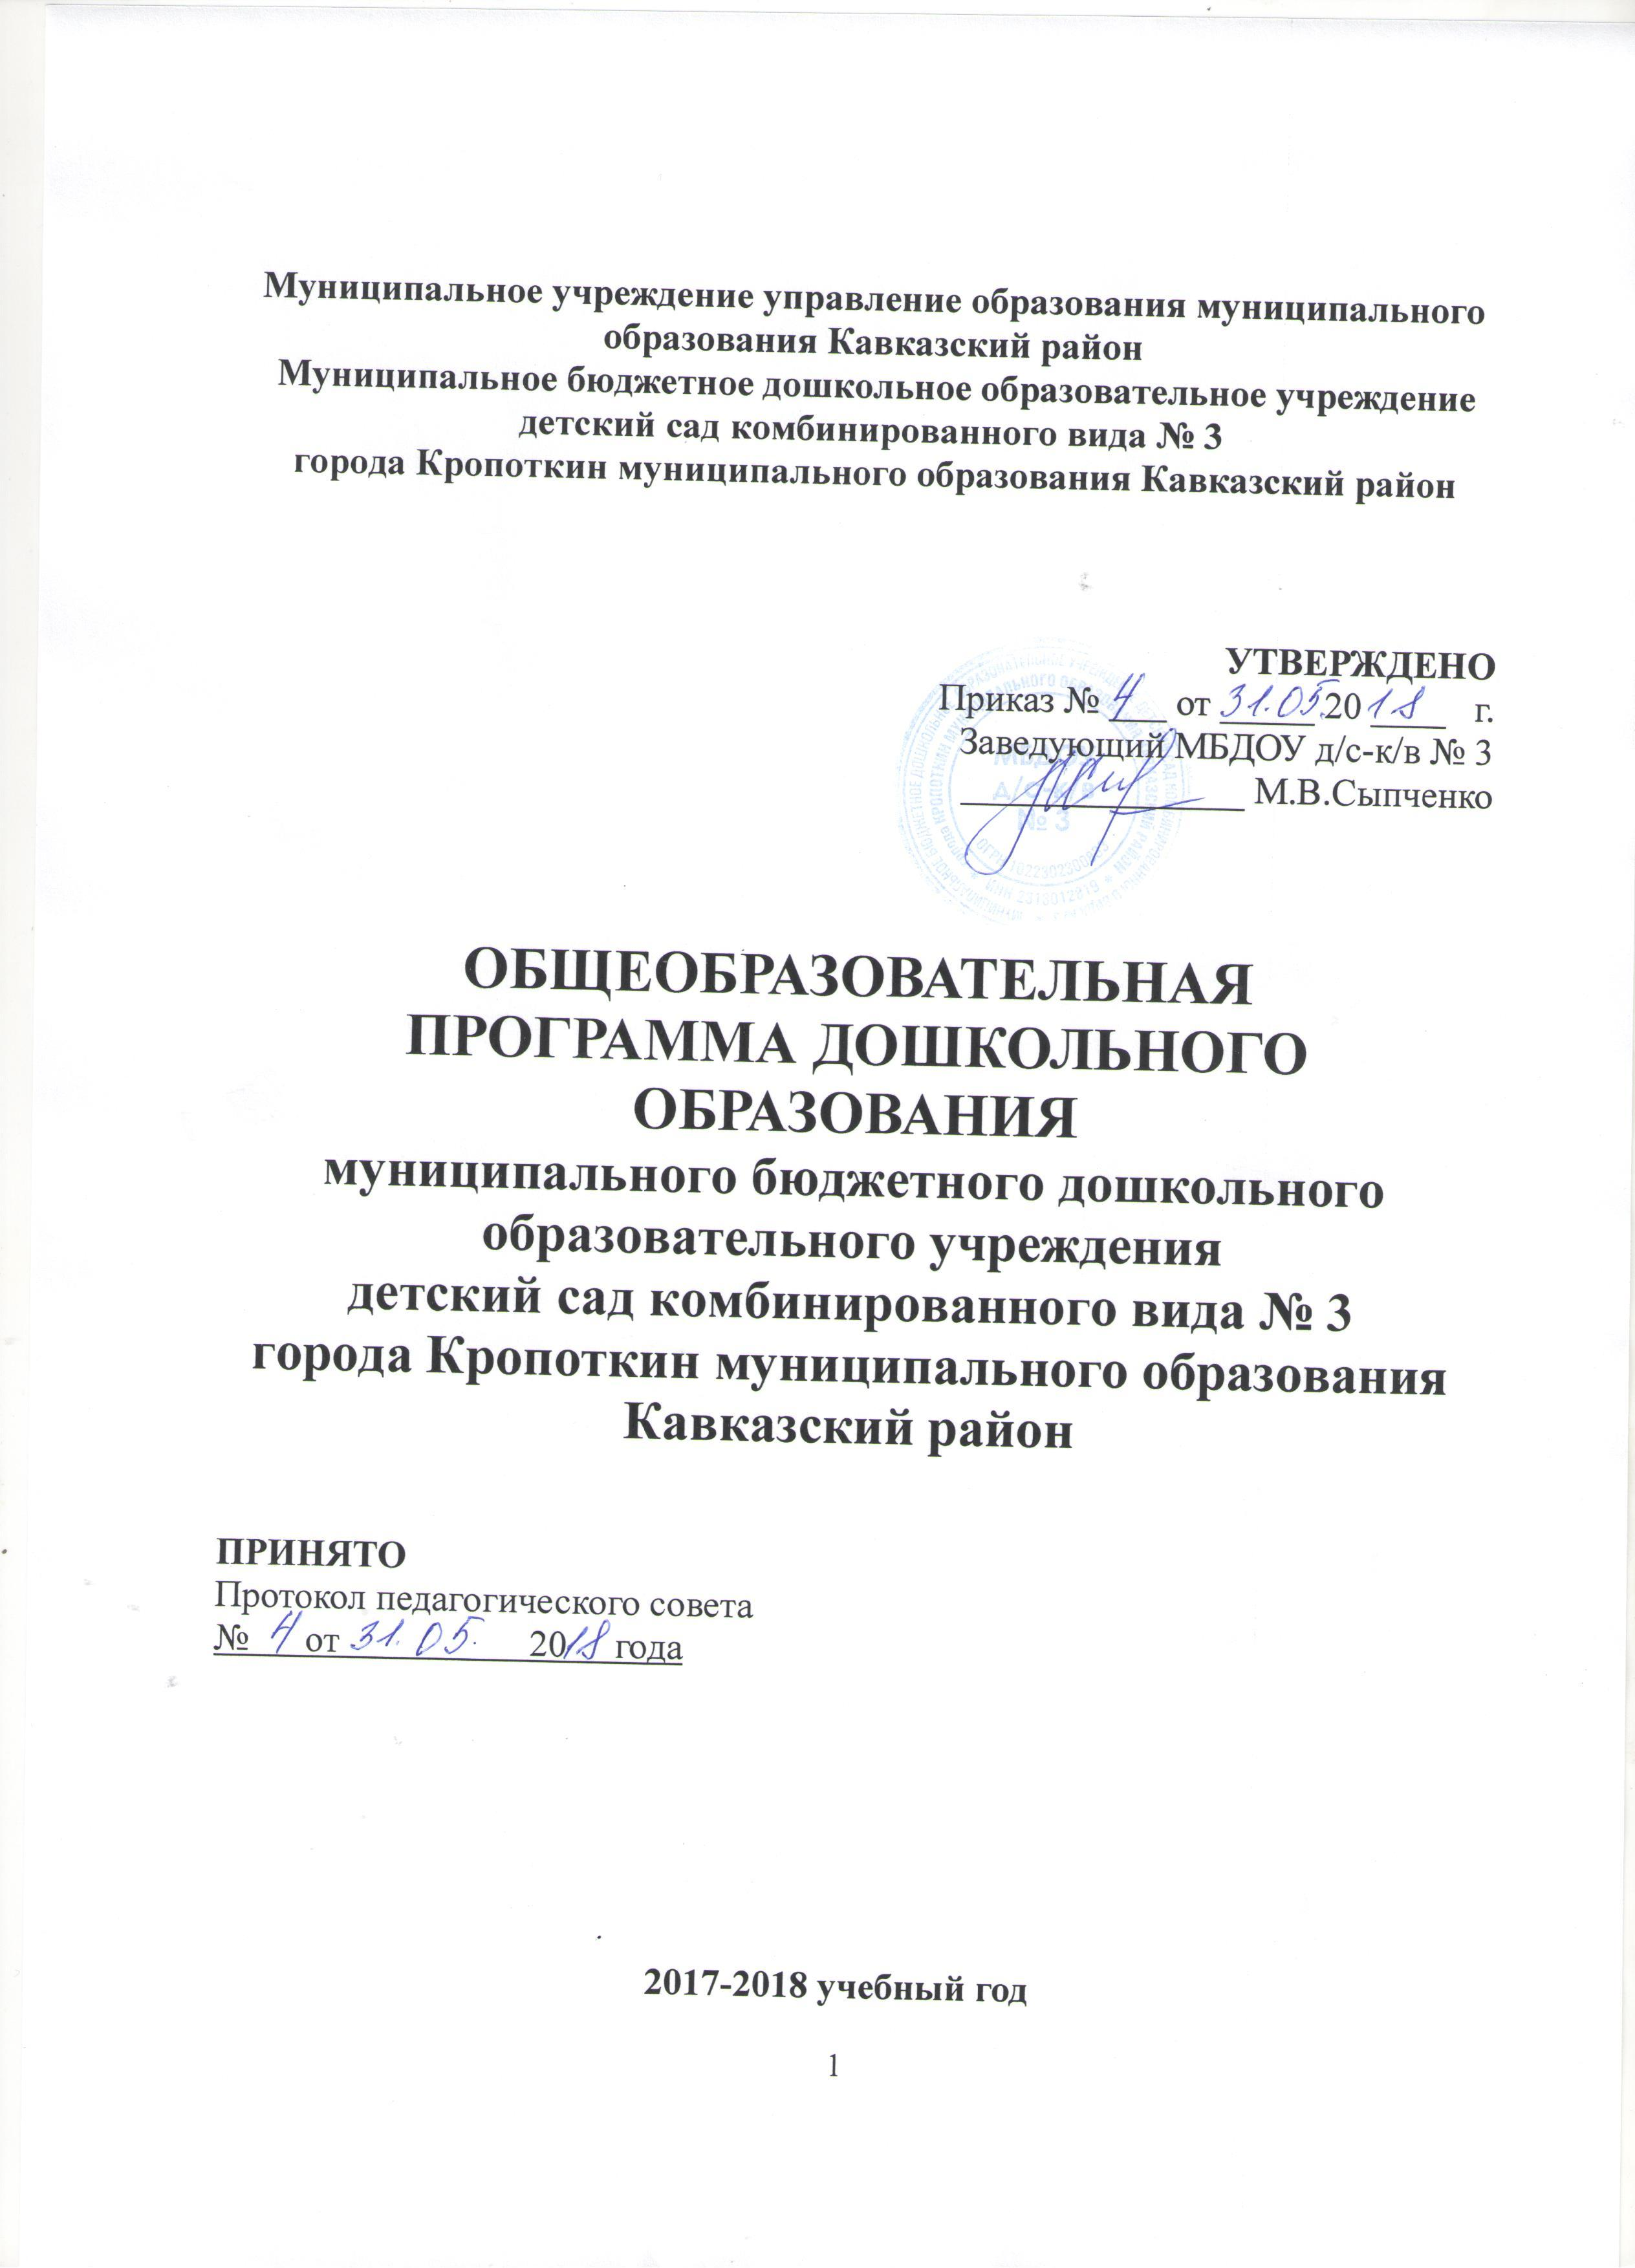 Муниципальное учреждение управление образования муниципального
образования Кавказский район
Муниципальное бюджетное дошкольное образовательное учреждение
детский сад комбинированного вида № 3
города Кропоткин муниципального образования Кавказский район
УТВЕРЖДЕНО
Приказ № 4 от 31.05.2018 г.
Заведующий МБДОУ д/с-к/в № 3
М.В.Сыпченко
МБДОУ
д/с-к/в
№ 3
ОБЩЕОБРАЗОВАТЕЛЬНАЯ
ПРОГРАММА ДОШКОЛЬНОГО
ОБРАЗОВАНИЯ
муниципального бюджетного дошкольного
образовательного учреждения
детский сад комбинированного вида № 3
города Кропоткин муниципального образования
Кавказский район
ПРИНЯТО
Протокол педагогического совета
№ 4 от 31.05. 2018 года
2017-2018 учебный год
1